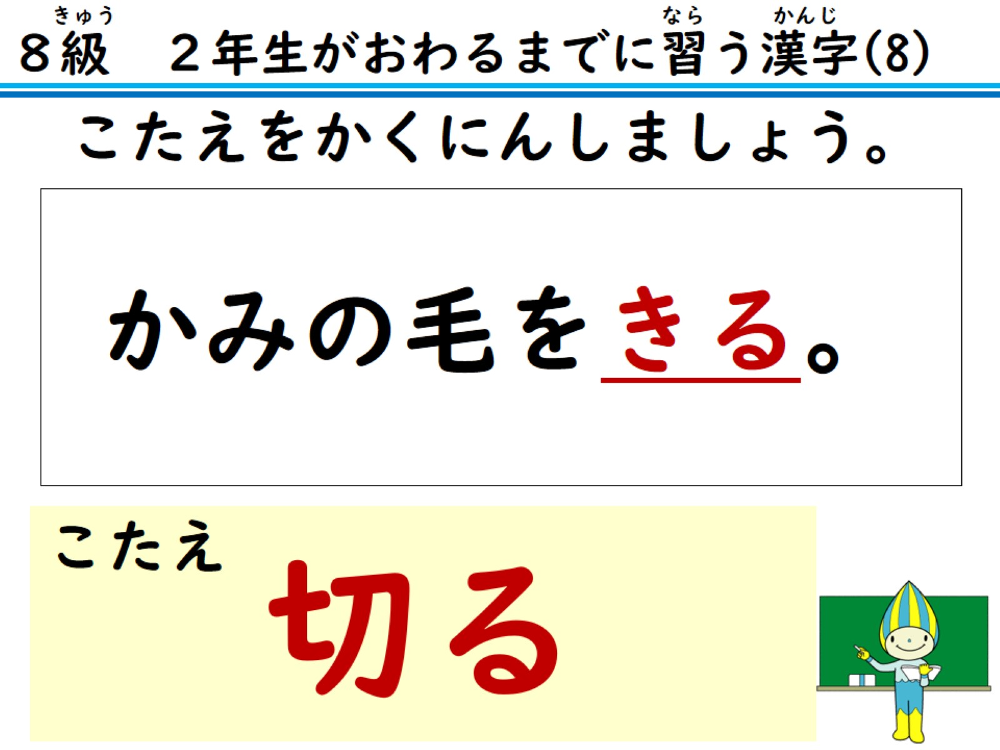 きゅう なら かんじ
８級　２年生がおわるまでに習う漢字(8)
こたえをかくにんしましょう。
かみの毛をきる。
こたえ
切る